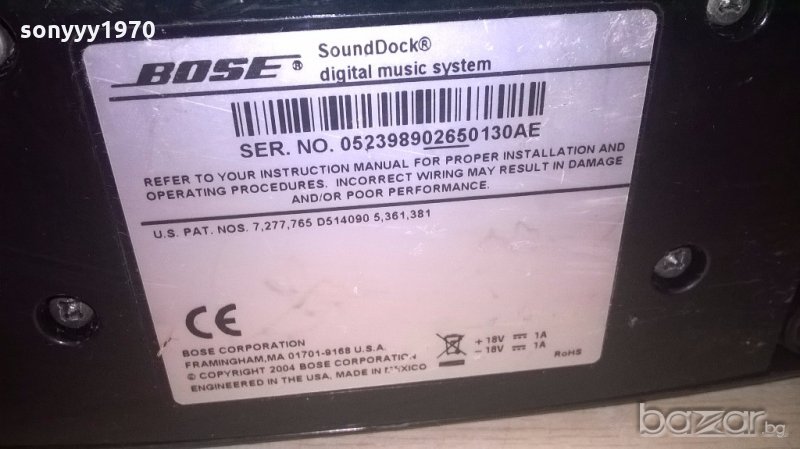 sonyyy1970
BOSE®
SoundDock®
digital music system
SER. NO. 052398902650130AE
REFER TO YOUR INSTRUCTION MANUAL FOR PROPER INSTALLATION AND
OPERATING PROCEDURES. INCORRECT WIRING MAY RESULT IN DAMAGE
AND/OR POOR PERFORMANCE.
U.S. PAT. NOS. 7,277,765 D514090 5,361,381
CE
BOSE CORPORATION
FRAMINGHAM, MA 01701-9168 U.S.A.
© COPYRIGHT 2004 BOSE CORPORATION
ENGINEERED IN THE USA, MADE IN MEXICO
+ 18V ⎓ 1A
– 18V ⎓ 1A
RoHS
bazar.bg